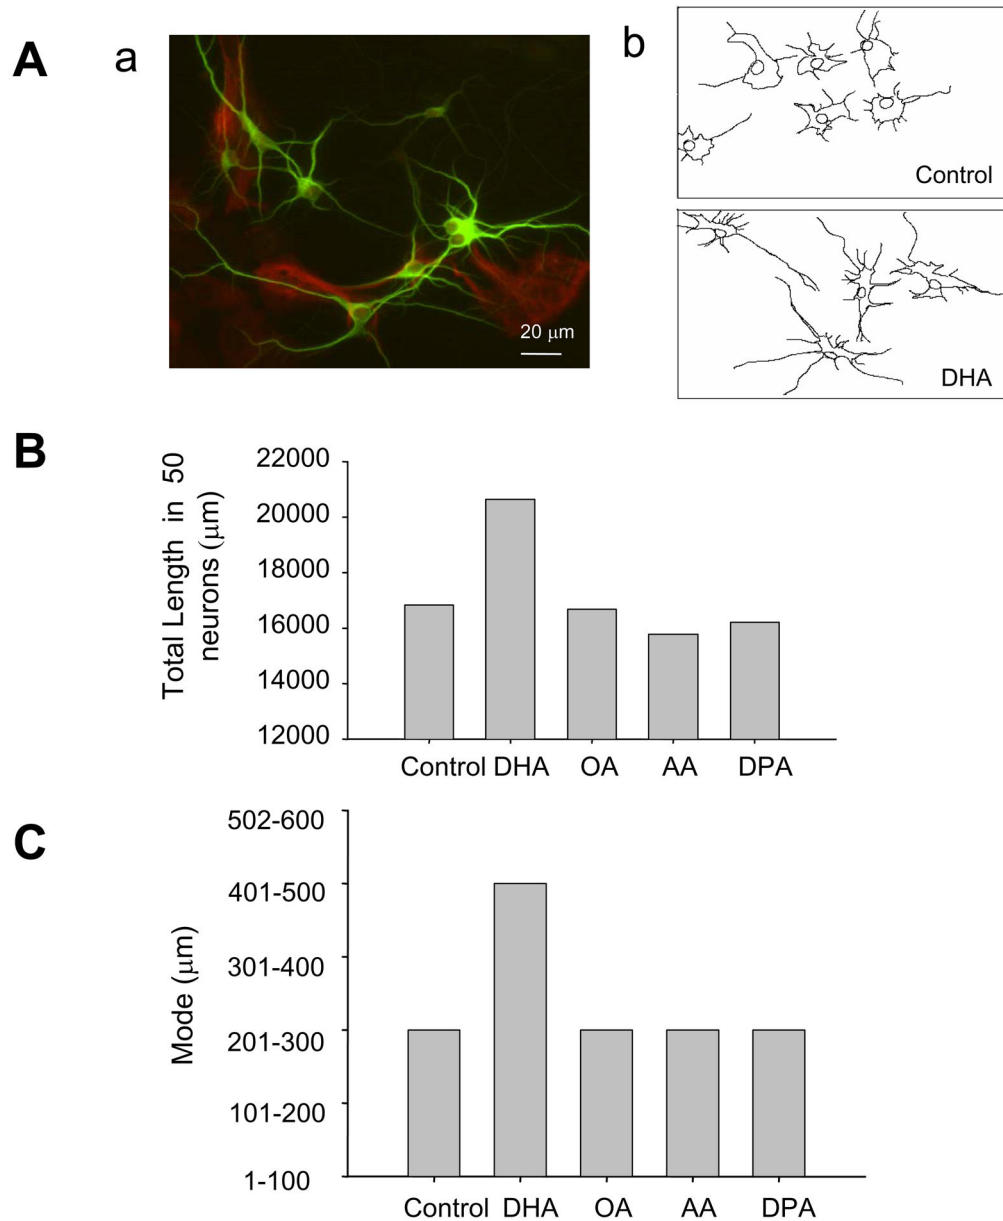 A
a
20 μm
b
Control
DHA
B
Total Length in 50
neurons (μm)
22000
20000
18000
16000
14000
12000
Control DHA OA AA DPA
C
Mode (μm)
502-600
401-500
301-400
201-300
101-200
1-100
Control DHA OA AA DPA